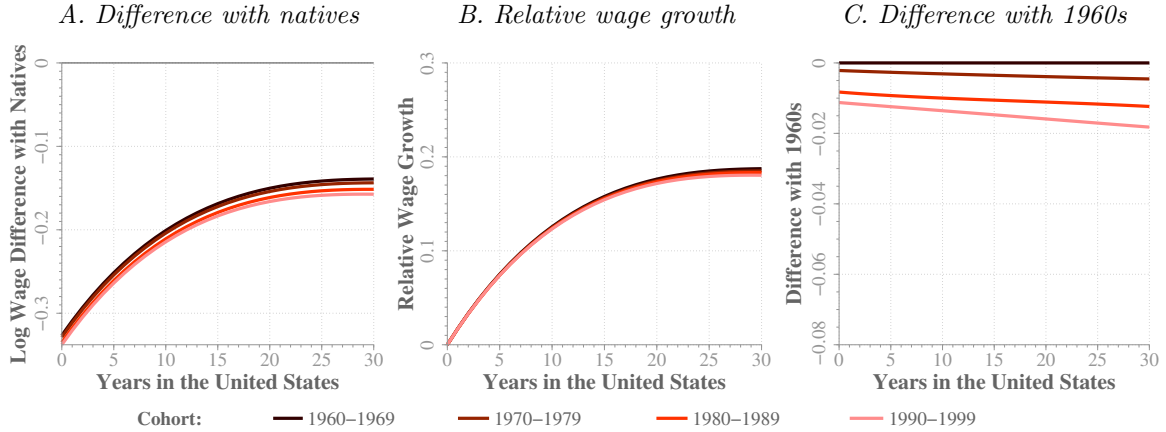 A. Difference with natives
B. Relative wage growth
C. Difference with 1960s
Log Wage Difference with Natives
0
−0.1
−0.2
−0.3
0 5 10 15 20 25 30
Years in the United States
Relative Wage Growth
0.3
0.2
0.1
0
0 5 10 15 20 25 30
Years in the United States
Difference with 1960s
0
−0.02
−0.04
−0.06
−0.08
0 5 10 15 20 25 30
Years in the United States
Cohort: 1960–1969 1970–1979 1980–1989 1990–1999